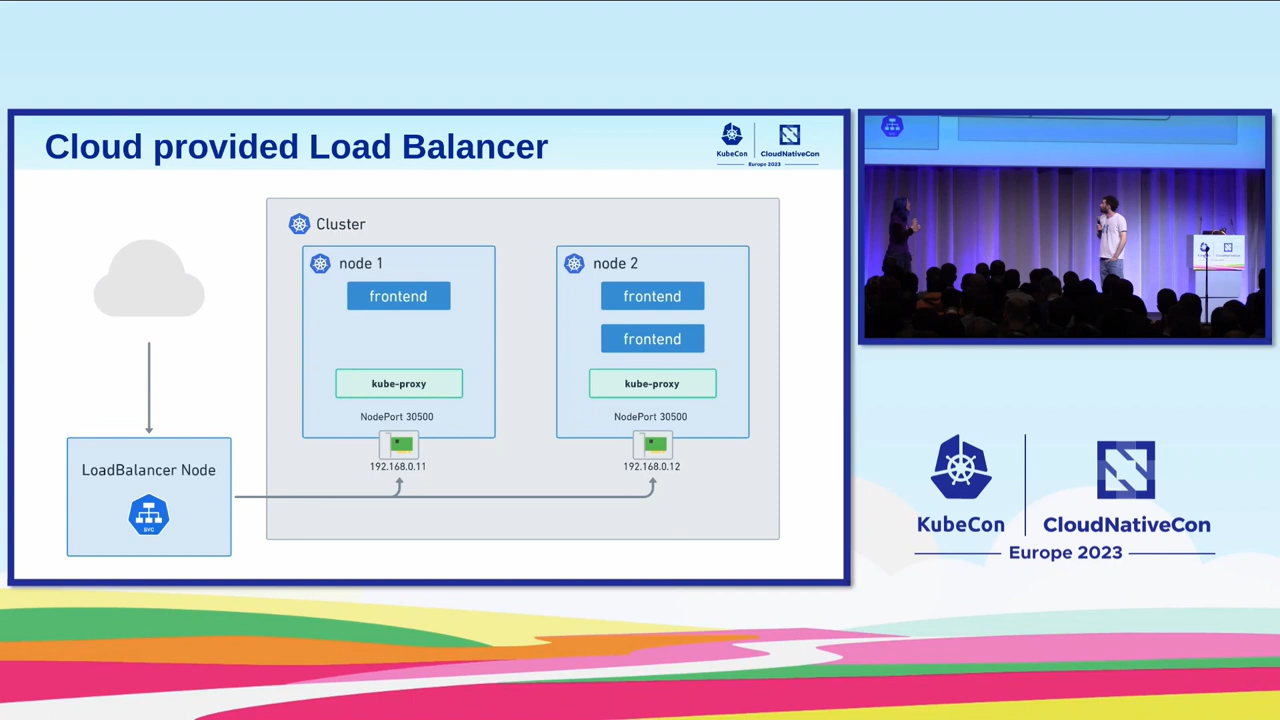 Cloud provided Load Balancer
KubeCon
CloudNativeCon
Europe 2023
Cluster
node 1
node 2
frontend
frontend
frontend
kube-proxy
kube-proxy
NodePort 30500
NodePort 30500
192.168.0.11
192.168.0.12
LoadBalancer Node
SVC
KubeCon
CloudNativeCon
Europe 2023